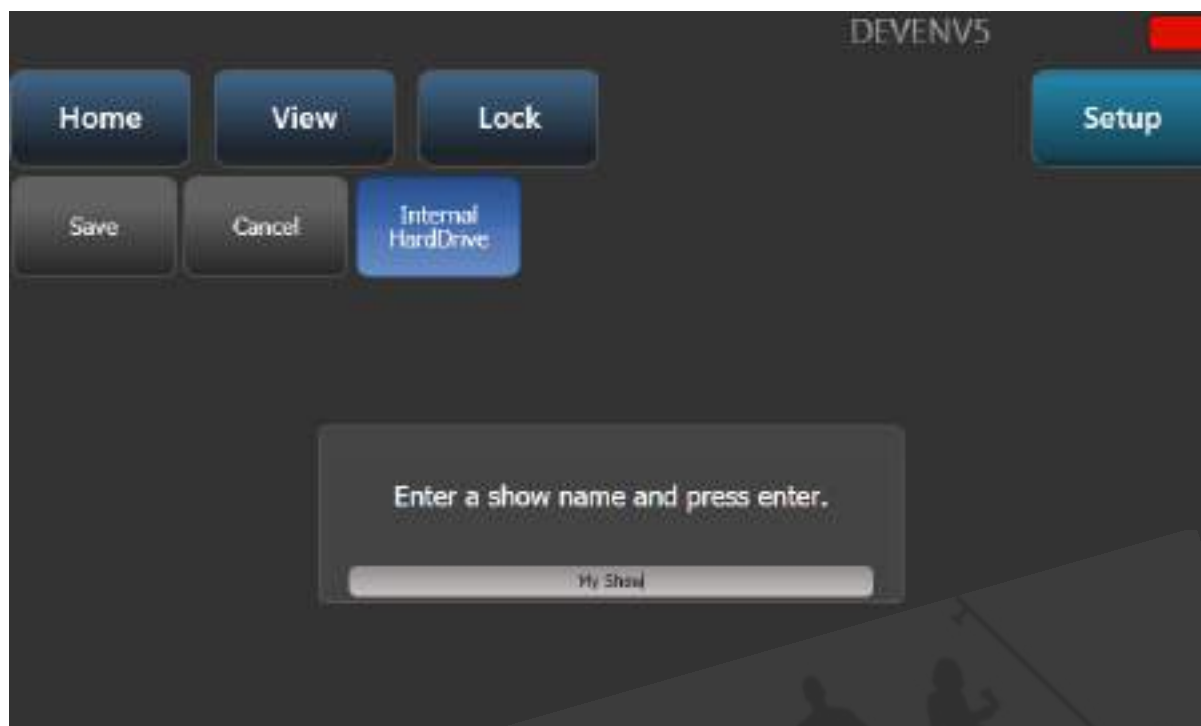 DEVENV5
Home View Lock Setup
Save Cancel Internal
HardDrive
Enter a show name and press enter.
My Show